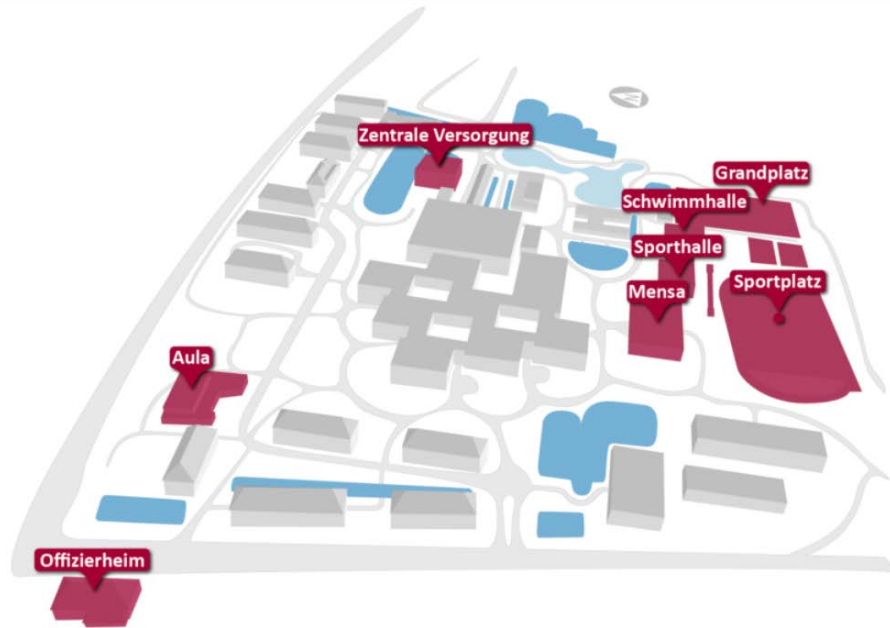 Zentrale Versorgung
Grandplatz
Schwimmhalle
Sporthalle
Mensa
Sportplatz
Aula
Offizierheim